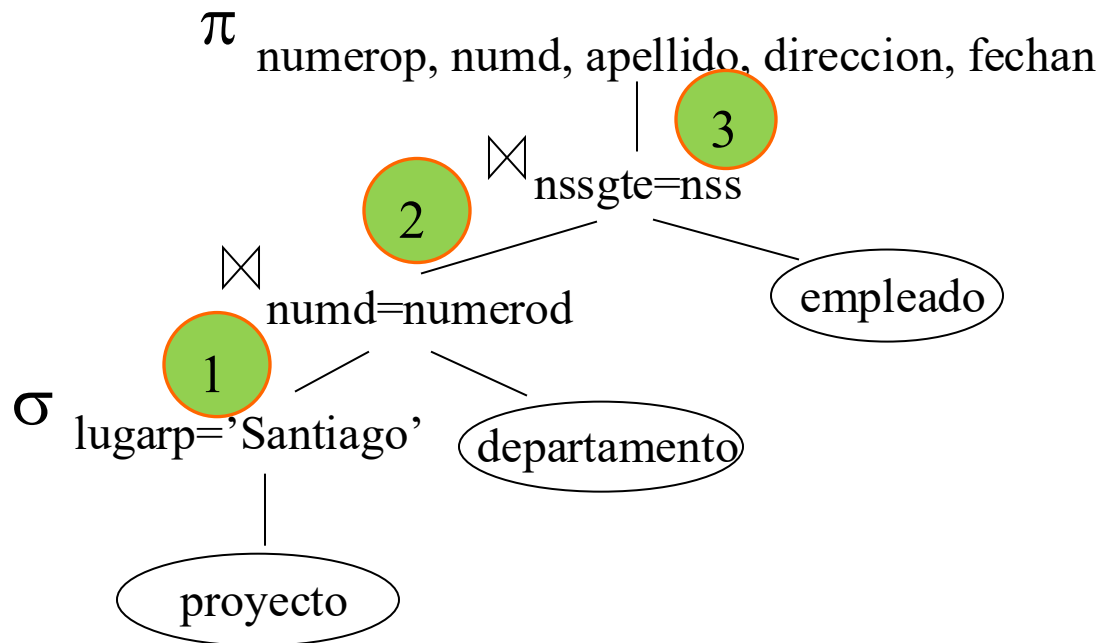 π numerop, numd, apellido, direccion, fechan
3
⋈ nssgte=nss
2
⋈ numd=numerod
empleado
1
σ lugarp=’Santiago’
departamento
proyecto